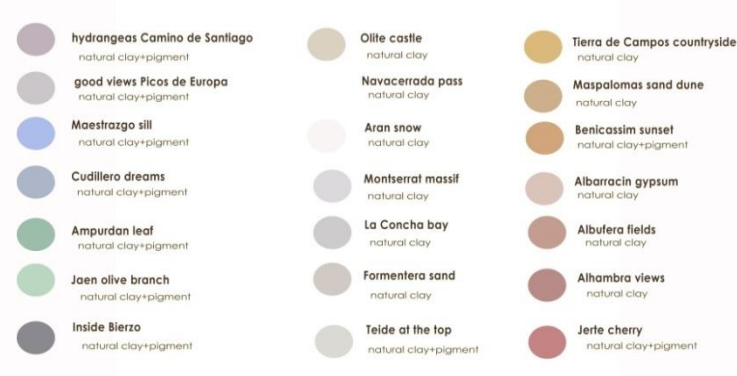 hydrangeas Camino de Santiago
natural clay+pigment
good views Picos de Europa
natural clay+pigment
Maestrazgo sill
natural clay+pigment
Cudillero dreams
natural clay+pigment
Ampurdan leaf
natural clay+pigment
Jaen olive branch
natural clay+pigment
Inside Bierzo
natural clay+pigment
Olite castle
natural clay
Navacerrada pass
natural clay
Aran snow
natural clay
Montserrat massif
natural clay
La Concha bay
natural clay
Formentera sand
natural clay
Teide at the top
natural clay+pigment
Tierra de Campos countryside
natural clay
Maspalomas sand dune
natural clay
Benicassim sunset
natural clay+pigment
Albarracin gypsum
natural clay
Albufera fields
natural clay
Alhambra views
natural clay
Jerte cherry
natural clay+pigment